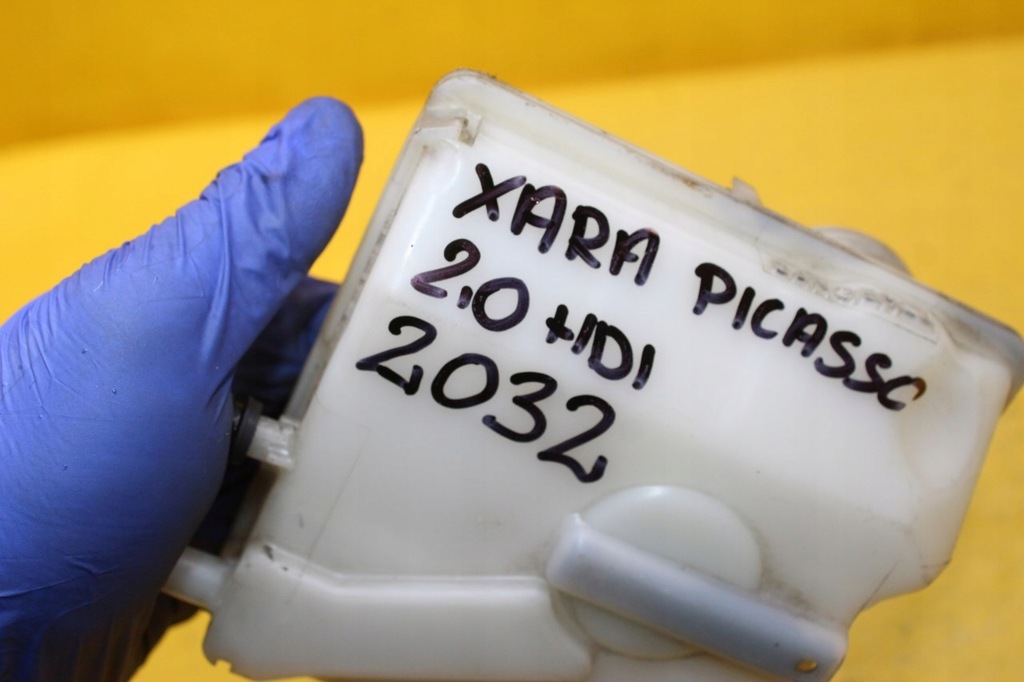 XARA PICASSO
2.0 HDI
2032